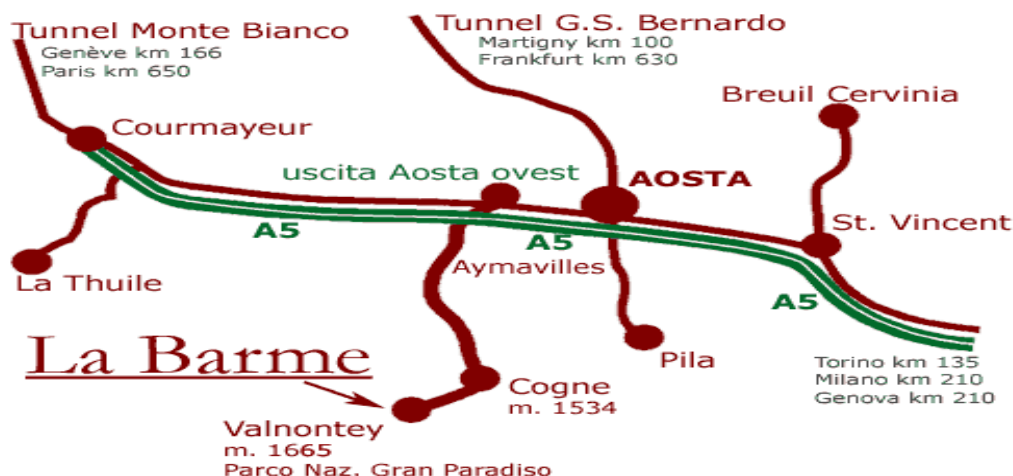 Tunnel Monte Bianco
Genève km 166
Paris km 650
Tunnel G.S. Bernardo
Martigny km 100
Frankfurt km 630
Breuil Cervinia
Courmayeur
uscita Aosta ovest
AOSTA
St. Vincent
A5
A5
Aymavilles
La Thuile
A5
La Barme
Pila
Torino km 135
Milano km 210
Genova km 210
Cogne
m. 1534
Valnontey
m. 1665
Parco Naz. Gran Paradiso